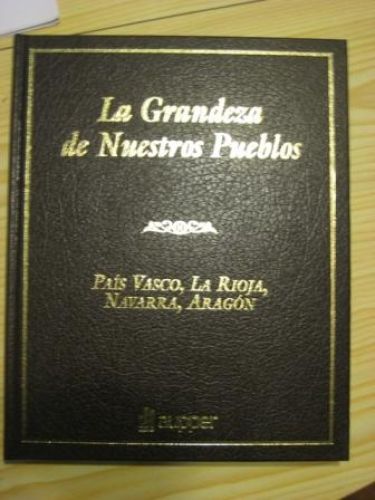 La Grandeza
de Nuestros Pueblos
PAÍS VASCO, LA RIOJA,
NAVARRA, ARAGÓN
aupper